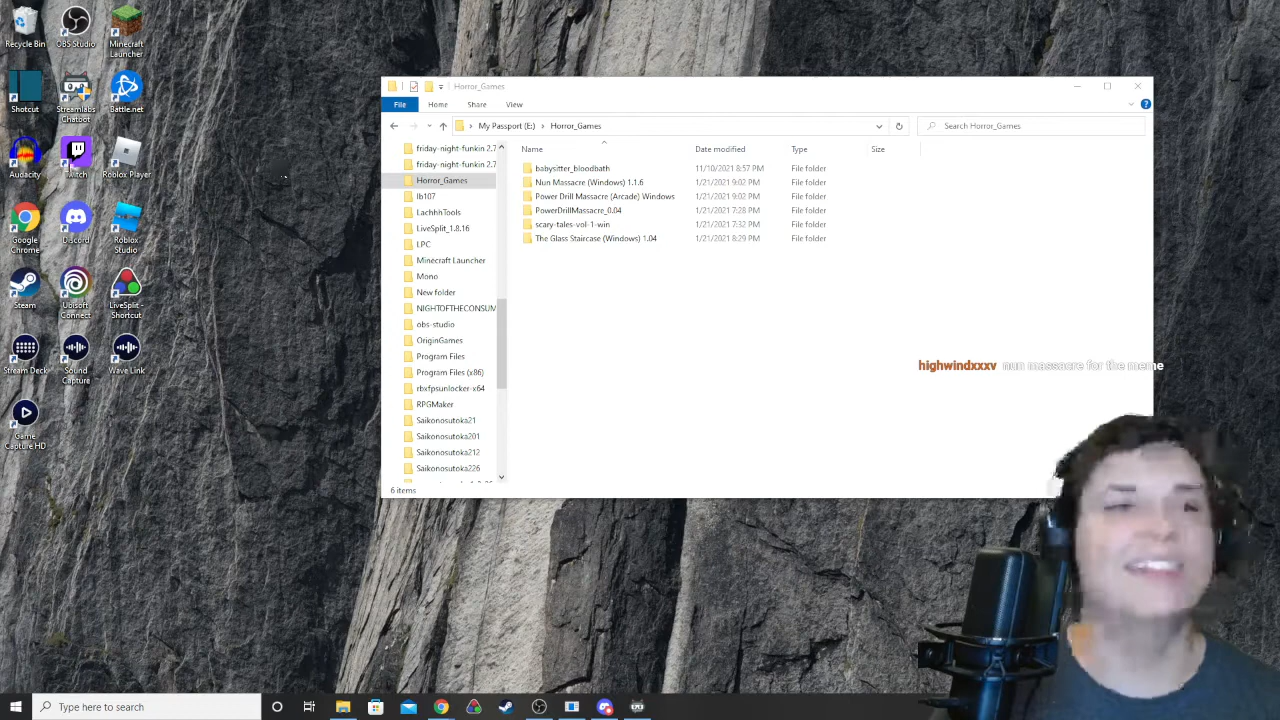 Recycle Bin
OBS Studio
Minecraft
Launcher
Shotcut
Streamlabs
Chatbot
Battle.net
Audacity
Twitch
Roblox Player
Google
Chrome
Discord
Roblox
Studio
Steam
Ubisoft
Connect
LiveSplit -
Shortcut
Stream Deck
Sound
Capture
Wave Link
Game
Capture HD
Horror_Games
File
Home
Share
View
My Passport (E:) > Horror_Games
Search Horror_Games
friday-night-funkin 2.7
friday-night-funkin 2.7
Horror_Games
lb107
LachhhTools
LiveSplit_1.8.16
LPC
Minecraft Launcher
Mono
New folder
NIGHTOFTHECONSUM
obs-studio
OriginGames
Program Files
Program Files (x86)
rbxfpsunlocker-x64
RPGMaker
Saikonosutoka21
Saikonosutoka201
Saikonosutoka212
Saikonosutoka226
Name Date modified Type Size
babysitter_bloodbath 11/10/2021 8:57 PM File folder
Nun Massacre (Windows) 1.1.6 1/21/2021 9:02 PM File folder
Power Drill Massacre (Arcade) Windows 1/21/2021 9:02 PM File folder
PowerDrillMassacre_0.04 1/21/2021 7:28 PM File folder
scary-tales-vol-1-win 1/21/2021 7:32 PM File folder
The Glass Staircase (Windows) 1.04 1/21/2021 8:29 PM File folder
6 items
highwindxxxv nun massacre for the meme
Type here to search